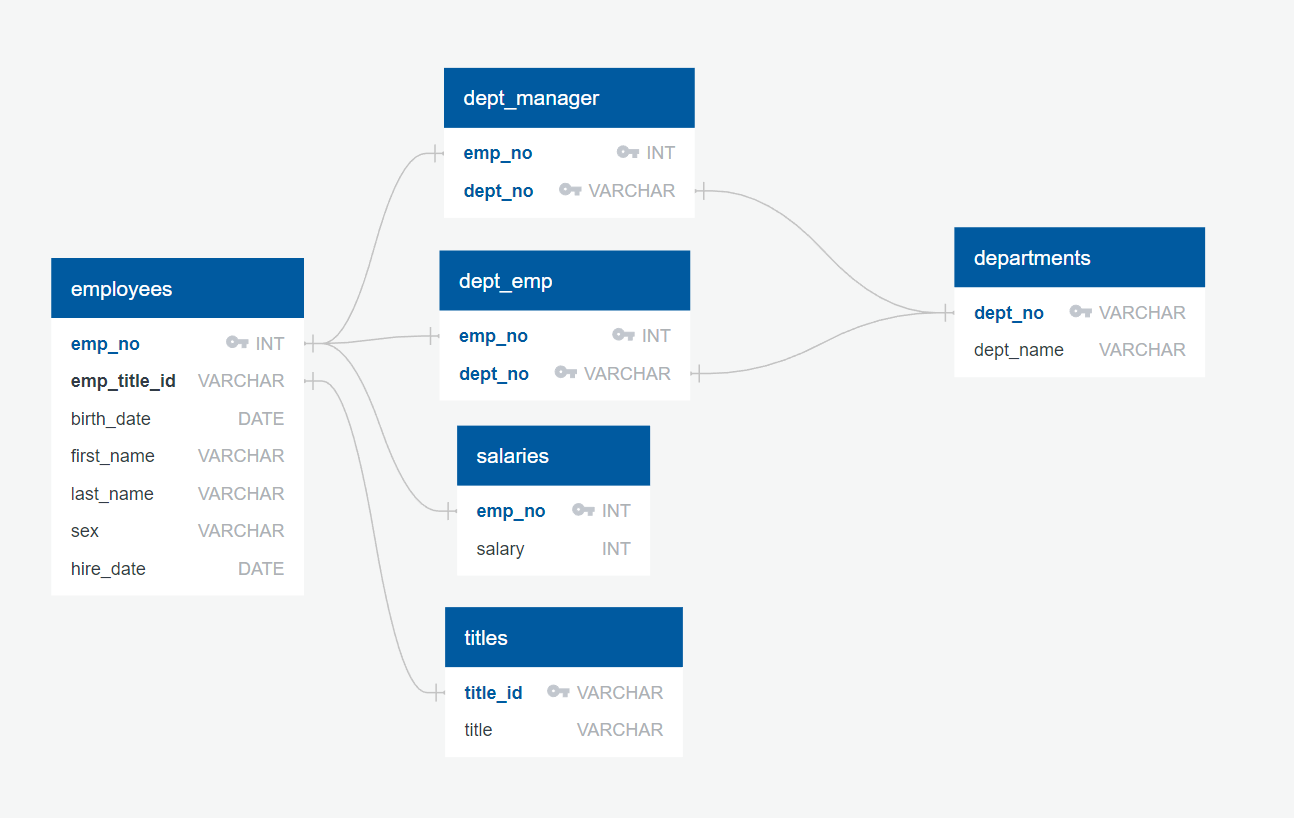 employees
emp_no INT
emp_title_id VARCHAR
birth_date DATE
first_name VARCHAR
last_name VARCHAR
sex VARCHAR
hire_date DATE
dept_manager
emp_no INT
dept_no VARCHAR
dept_emp
emp_no INT
dept_no VARCHAR
salaries
emp_no INT
salary INT
titles
title_id VARCHAR
title VARCHAR
departments
dept_no VARCHAR
dept_name VARCHAR